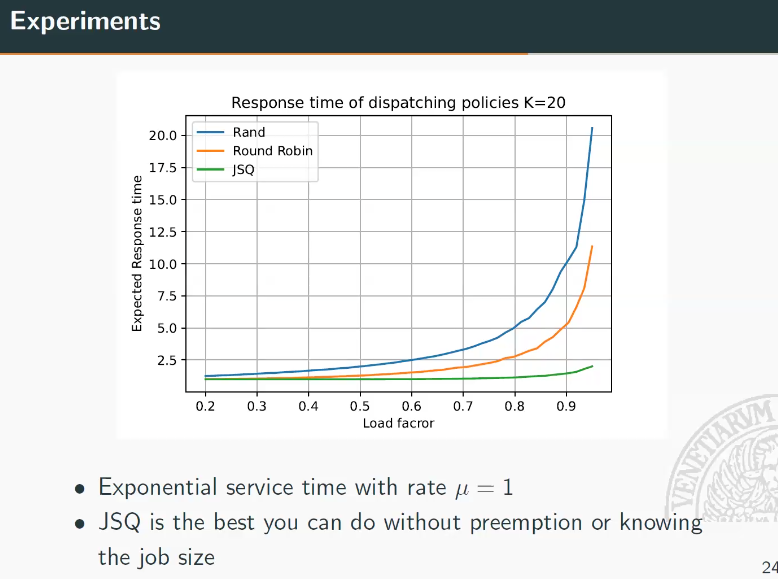 Experiments
Response time of dispatching policies K=20
Rand
Round Robin
JSQ
Expected Response time
20.0
17.5
15.0
12.5
10.0
7.5
5.0
2.5
0.2 0.3 0.4 0.5 0.6 0.7 0.8 0.9
Load facror
• Exponential service time with rate μ = 1
• JSQ is the best you can do without preemption or knowing
the job size
VENETIARVM
24